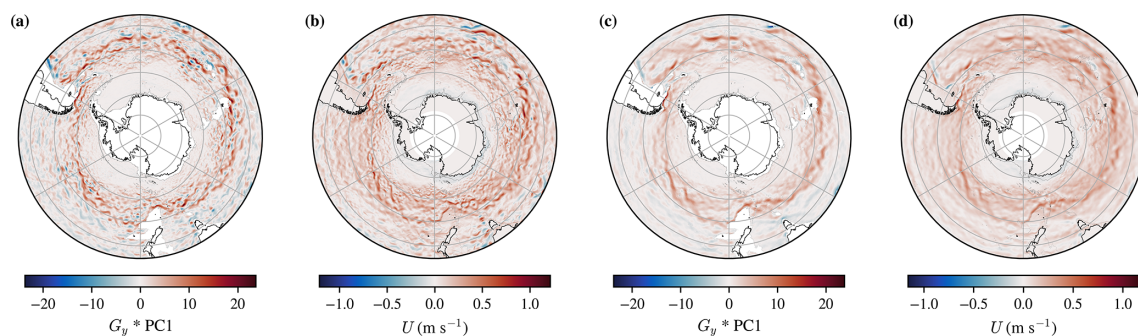 (a) (b) (c) (d)
−20 −10 0 10 20 −1.0 −0.5 0.0 0.5 1.0 −20 −10 0 10 20 −1.0 −0.5 0.0 0.5 1.0
G_y * PC1 U (m s⁻¹) G_y * PC1 U (m s⁻¹)